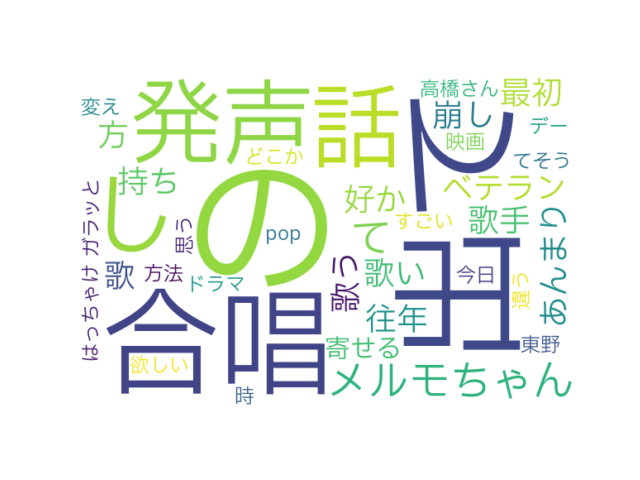 発声
話
の
し
合唱
メルモちゃん
高橋さん
最初
変え
方
崩し
デー
映画
どこか
てそう
持ち
好か
ベテラン
て
すごい
歌手
pop
思う
ガラッと
はっちゃけ
歌
方法
ドラマ
歌う
歌い
今日
違う
あんまり
往年
寄せる
東野
欲しい
時